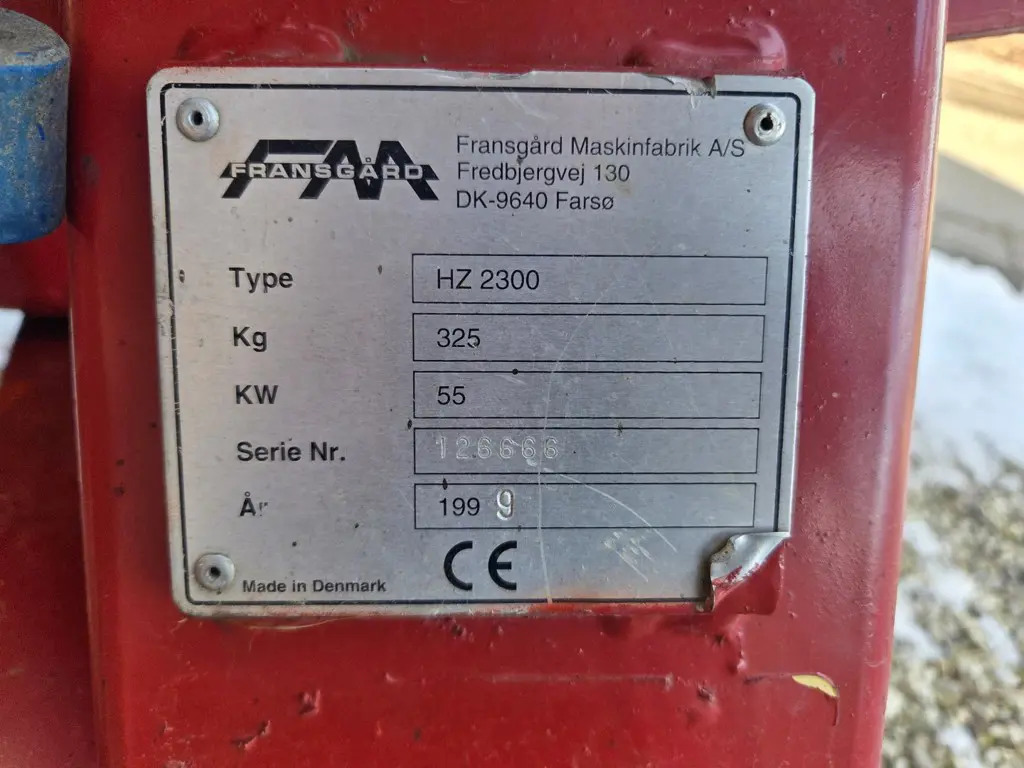 FRANSGÅRD
Fransgård Maskinfabrik A/S
Fredbjergvej 130
DK-9640 Farsø
Type HZ 2300
Kg 325
KW 55
Serie Nr. 126666
År 1999
Made in Denmark CE